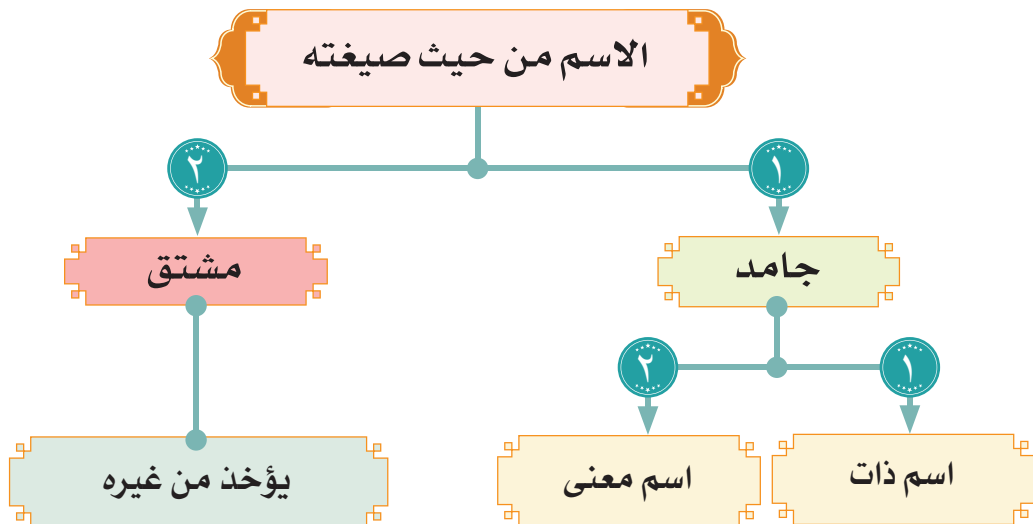 الاسم من حيث صيغته
١
٢
جامد
مشتق
١
٢
اسم ذات
اسم معنى
يؤخذ من غيره